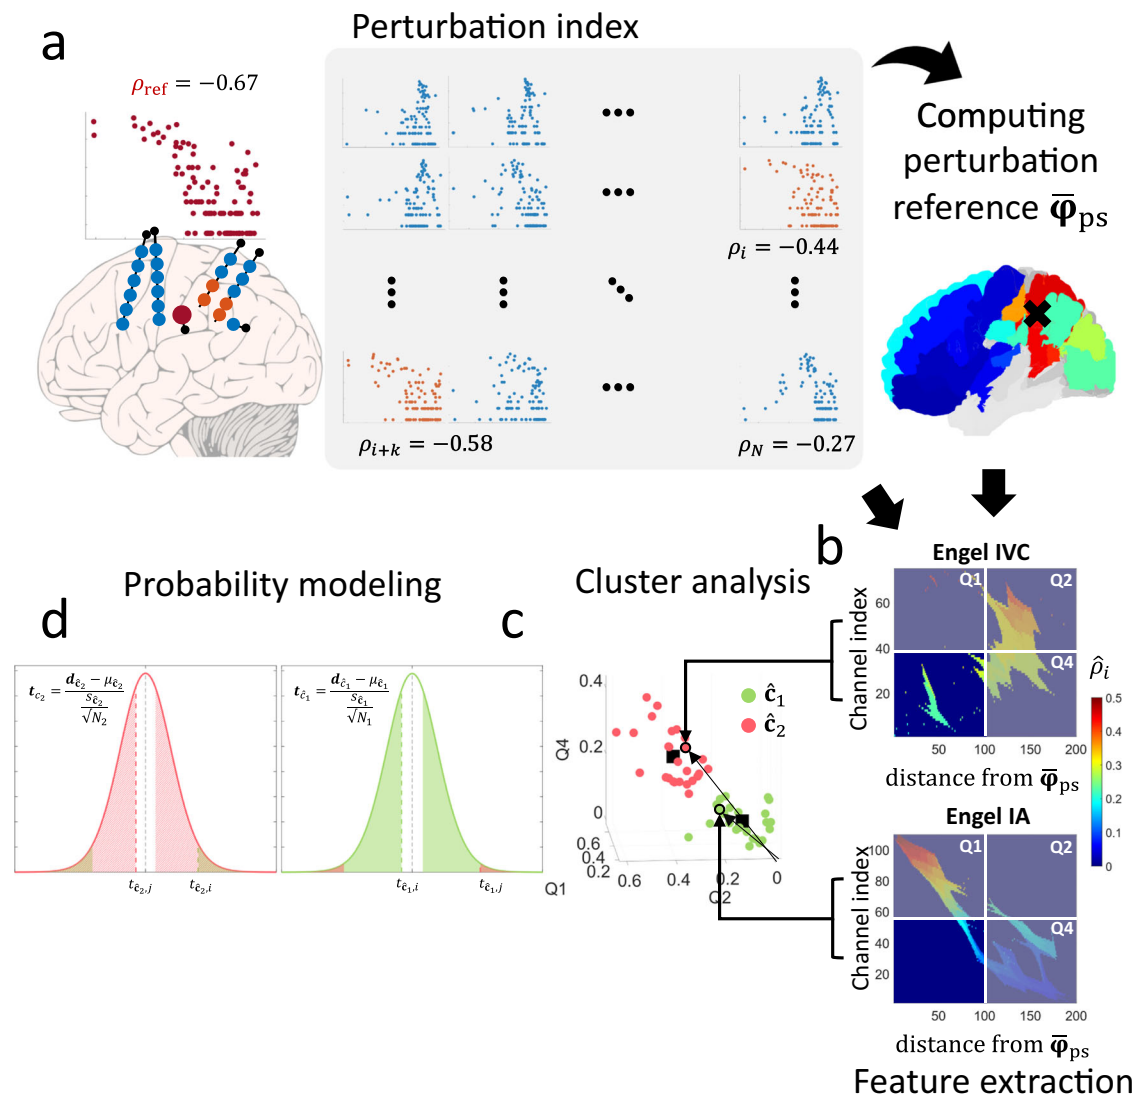 a
Perturbation index
ρref = −0.67
ρi = −0.44
ρi+k = −0.58
ρN = −0.27
Computing
perturbation
reference φ̅ps
b
Engel IVC
Q1
Q2
Q4
Channel index
60
40
20
50
100
150
200
distance from φ̅ps
ρ̂i
0.5
0.4
0.3
0.2
0.1
0
Engel IA
Q1
Q2
Q4
Channel index
100
80
60
40
20
50
100
150
200
distance from φ̅ps
Feature extraction
Cluster analysis
c
ĉ1
ĉ2
Q4
0.4
0.2
0
0.6
0.4
Q1
0.6
0.4
0.2
0
Q2
Probability modeling
d
tc2 = (dĉ2 − μĉ2) / (sĉ2 / √N2)
tĉ2,j
tĉ2,i
tĉ1 = (dĉ1 − μĉ1) / (sĉ1 / √N1)
tĉ1,i
tĉ1,j